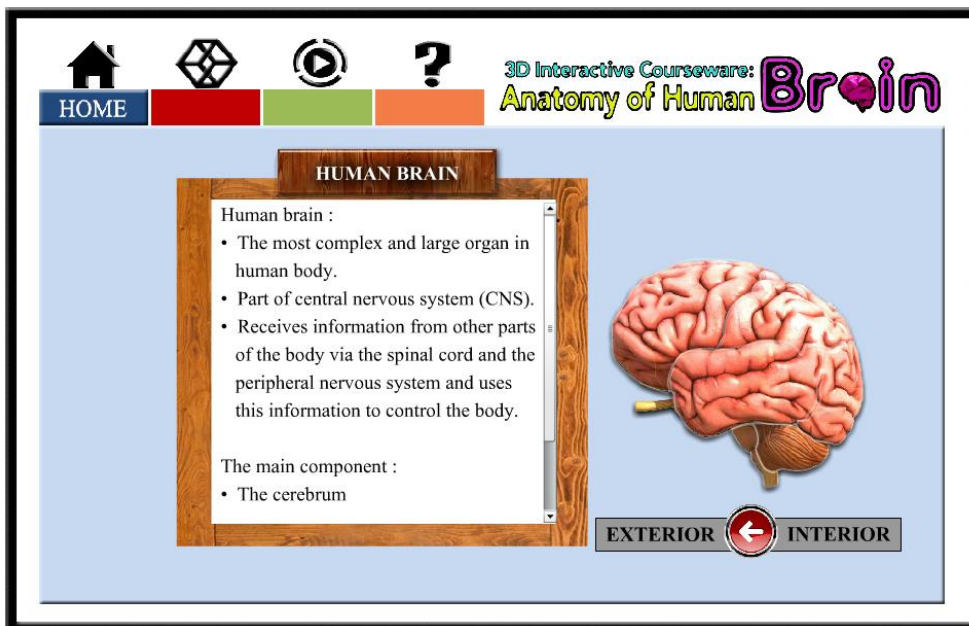 3D Interactive Courseware:
Anatomy of Human Brain
HOME
HUMAN BRAIN
Human brain :
• The most complex and large organ in
human body.
• Part of central nervous system (CNS).
• Receives information from other parts
of the body via the spinal cord and the
peripheral nervous system and uses
this information to control the body.
The main component :
• The cerebrum
EXTERIOR INTERIOR